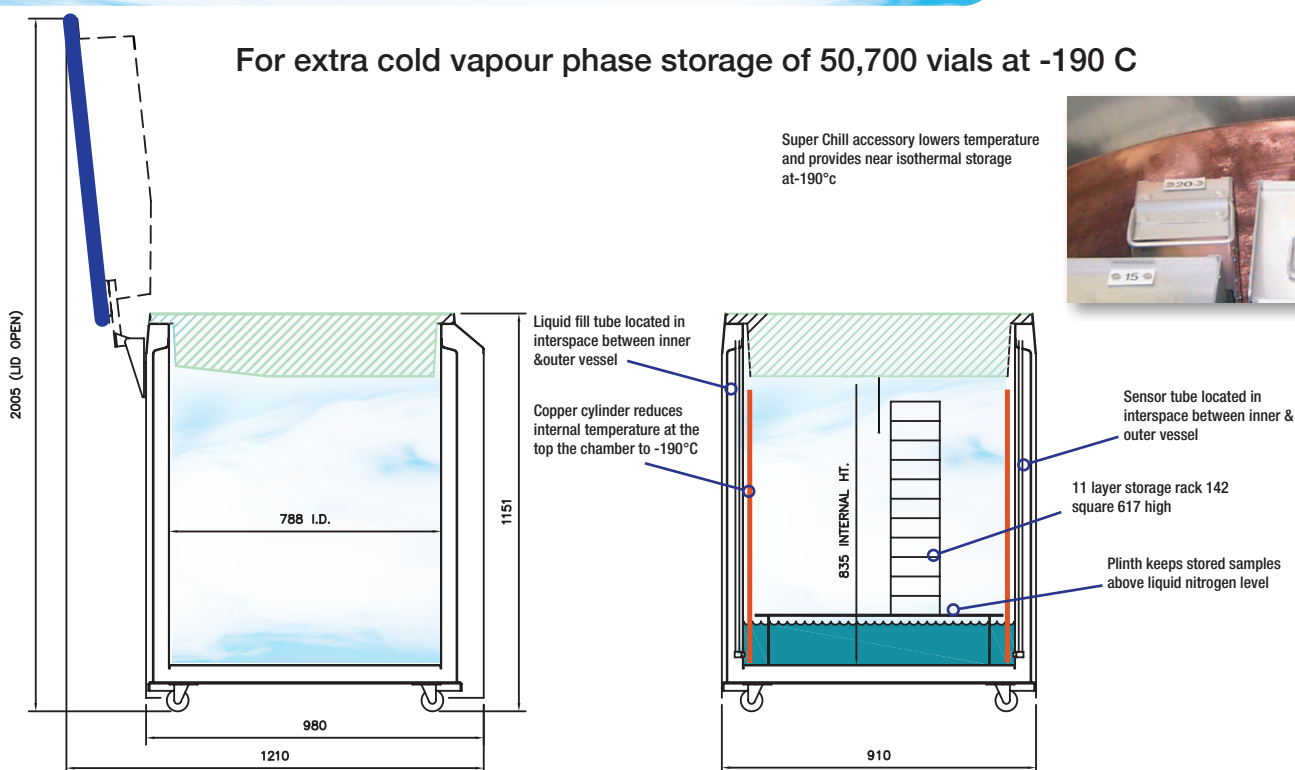 For extra cold vapour phase storage of 50,700 vials at -190 C
Super Chill accessory lowers temperature
and provides near isothermal storage
at-190°c
20
15
2005 (LID OPEN)
788 I.D.
1151
980
1210
Liquid fill tube located in
interspace between inner
&outer vessel
Copper cylinder reduces
internal temperature at the
top the chamber to -190°C
835 INTERNAL HT.
910
Sensor tube located in
interspace between inner &
outer vessel
11 layer storage rack 142
square 617 high
Plinth keeps stored samples
above liquid nitrogen level